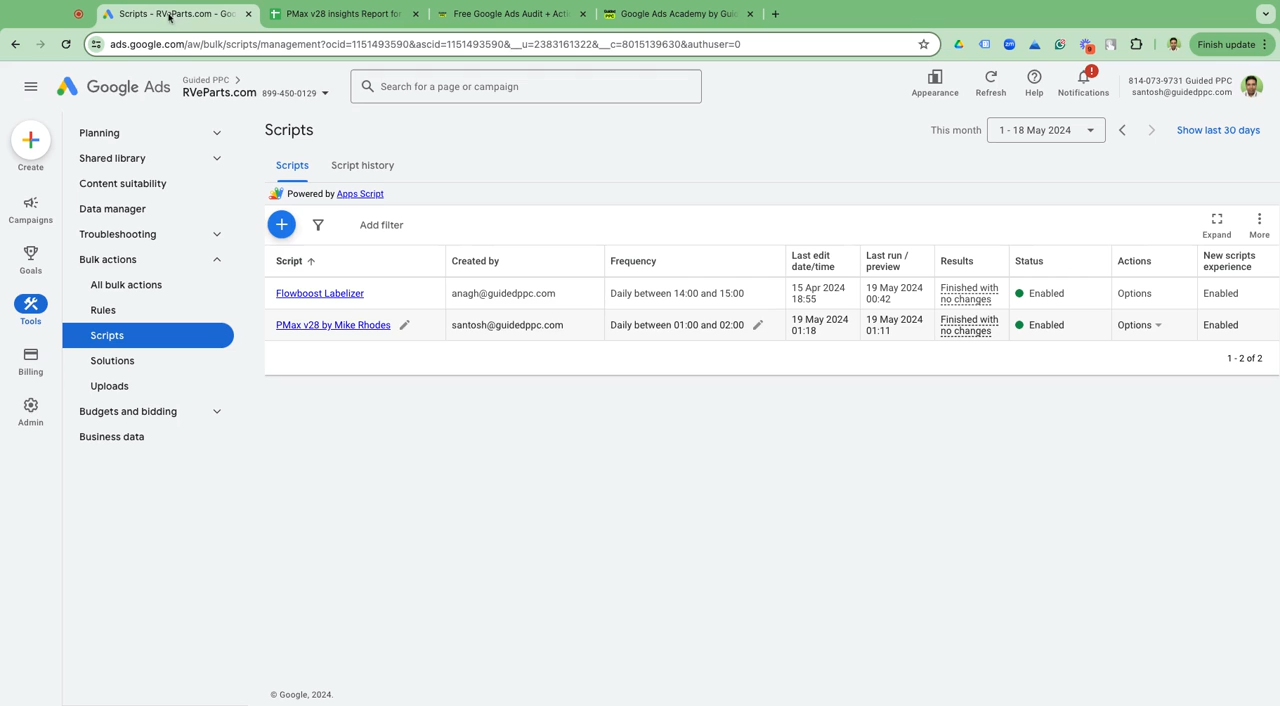 Scripts - RVeParts.com - Goo
PMax v28 insights Report for
Free Google Ads Audit + Acti
Google Ads Academy by Gui
ads.google.com/aw/bulk/scripts/management?ocid=1151493590&ascid=1151493590&__u=2383161322&__c=8015139630&authuser=0
Finish update
Google Ads
Guided PPC
RVeParts.com 899-450-0129
Search for a page or campaign
Appearance
Refresh
Help
Notifications
814-073-9731 Guided PPC
santosh@guidedppc.com
Create
Campaigns
Goals
Tools
Billing
Admin
Planning
Shared library
Content suitability
Data manager
Troubleshooting
Bulk actions
All bulk actions
Rules
Scripts
Solutions
Uploads
Budgets and bidding
Business data
Scripts
This month
1 - 18 May 2024
Show last 30 days
Scripts
Script history
Powered by Apps Script
Add filter
Expand
More
Script
Created by
Frequency
Last edit date/time
Last run / preview
Results
Status
Actions
New scripts experience
Flowboost Labelizer
anagh@guidedppc.com
Daily between 14:00 and 15:00
15 Apr 2024 18:55
19 May 2024 00:42
Finished with no changes
Enabled
Options
Enabled
PMax v28 by Mike Rhodes
santosh@guidedppc.com
Daily between 01:00 and 02:00
19 May 2024 01:18
19 May 2024 01:11
Finished with no changes
Enabled
Options
Enabled
1 - 2 of 2
© Google, 2024.